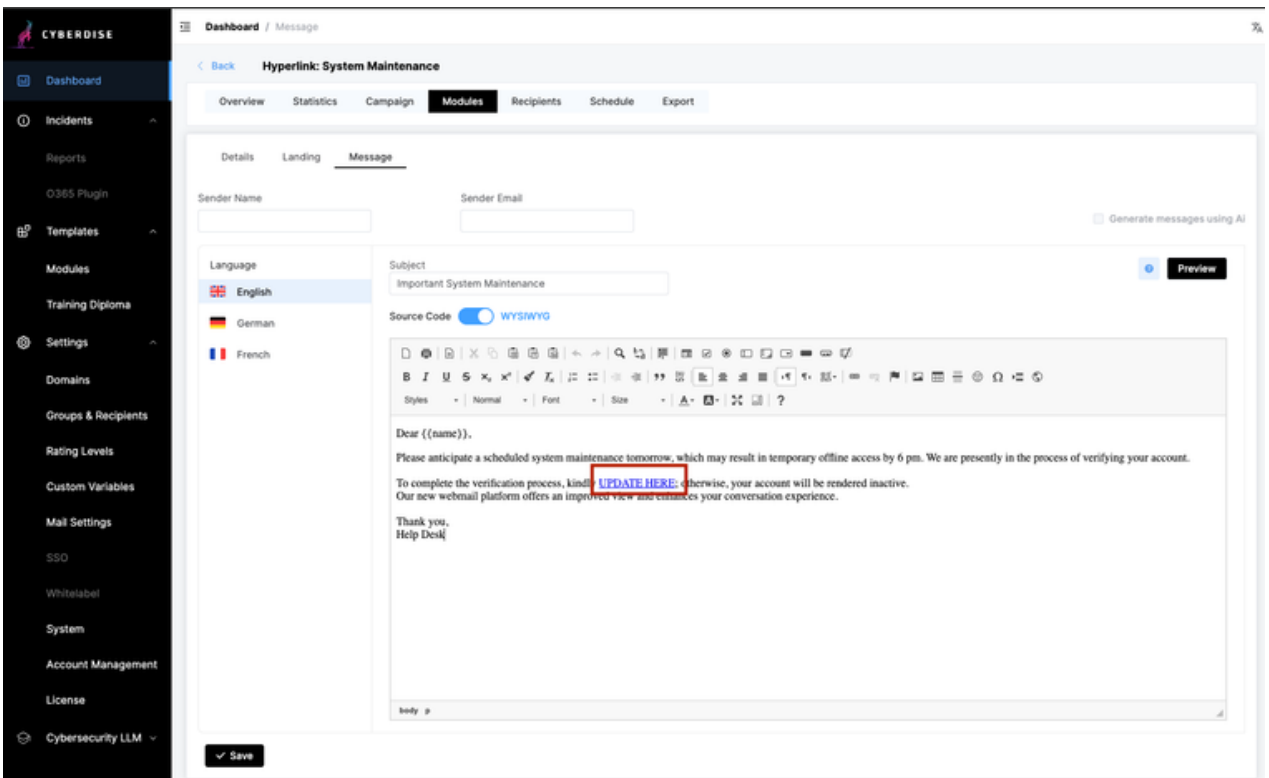 CYBERDISE
Dashboard / Message
Dashboard
Incidents
Reports
O365 Plugin
Templates
Modules
Training Diploma
Settings
Domains
Groups & Recipients
Rating Levels
Custom Variables
Mail Settings
SSO
Whitelabel
System
Account Management
License
Cybersecurity LLM
Back Hyperlink: System Maintenance
Overview Statistics Campaign Modules Recipients Schedule Export
Details Landing Message
Sender Name Sender Email
Generate messages using AI
Language
English
German
French
Subject
Preview
Important System Maintenance
Source Code WYSIWYG
B I U S x₂ x² Tx
Styles Normal Font Size A A ?
Dear {{name}},
Please anticipate a scheduled system maintenance tomorrow, which may result in temporary offline access by 6 pm. We are presently in the process of verifying your account.
To complete the verification process, kindly UPDATE HERE; otherwise, your account will be rendered inactive.
Our new webmail platform offers an improved view and enhances your conversation experience.
Thank you,
Help Desk
body p
Save